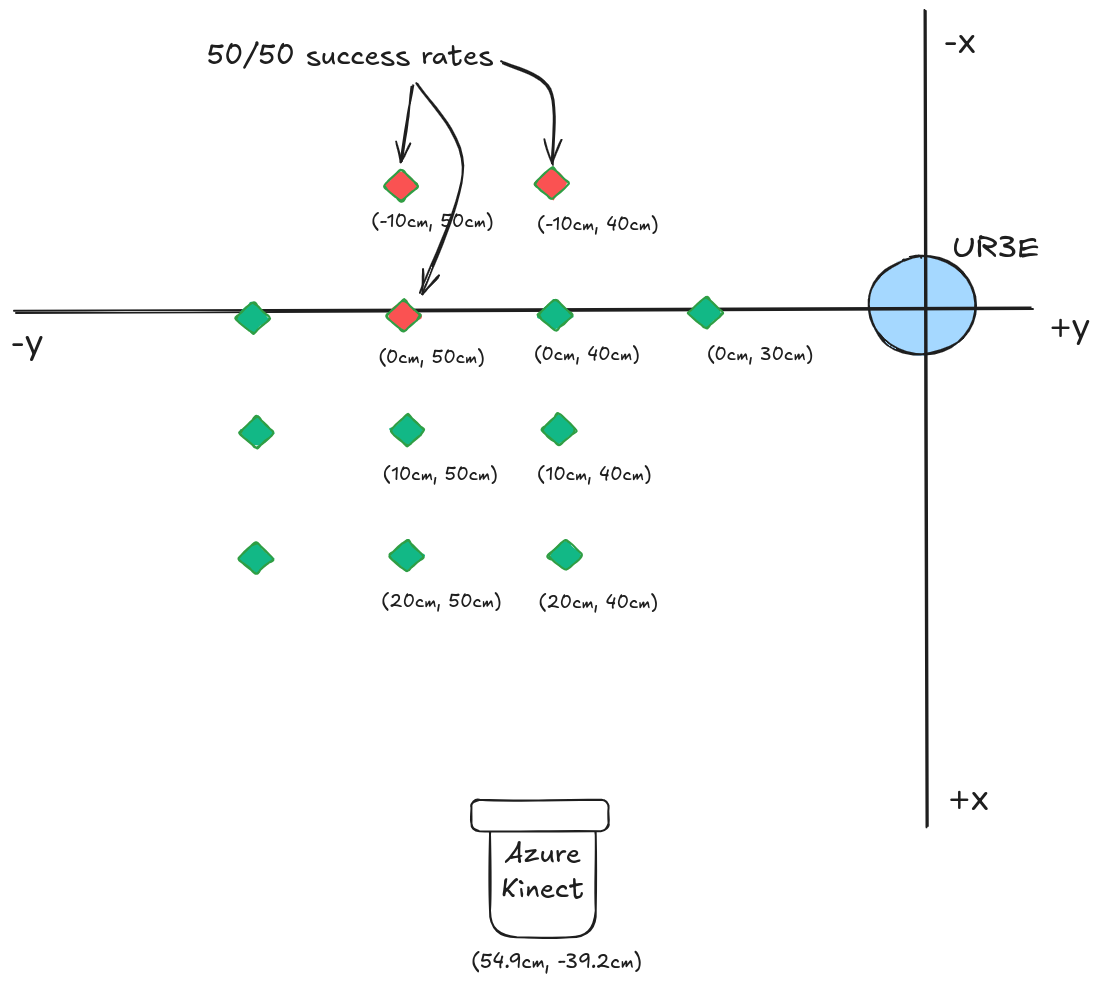 -x
50/50 success rates
(-10cm, 50cm)
(-10cm, 40cm)
UR3E
-y
+y
(0cm, 50cm)
(0cm, 40cm)
(0cm, 30cm)
(10cm, 50cm)
(10cm, 40cm)
(20cm, 50cm)
(20cm, 40cm)
+x
Azure
Kinect
(54.9cm, -39.2cm)